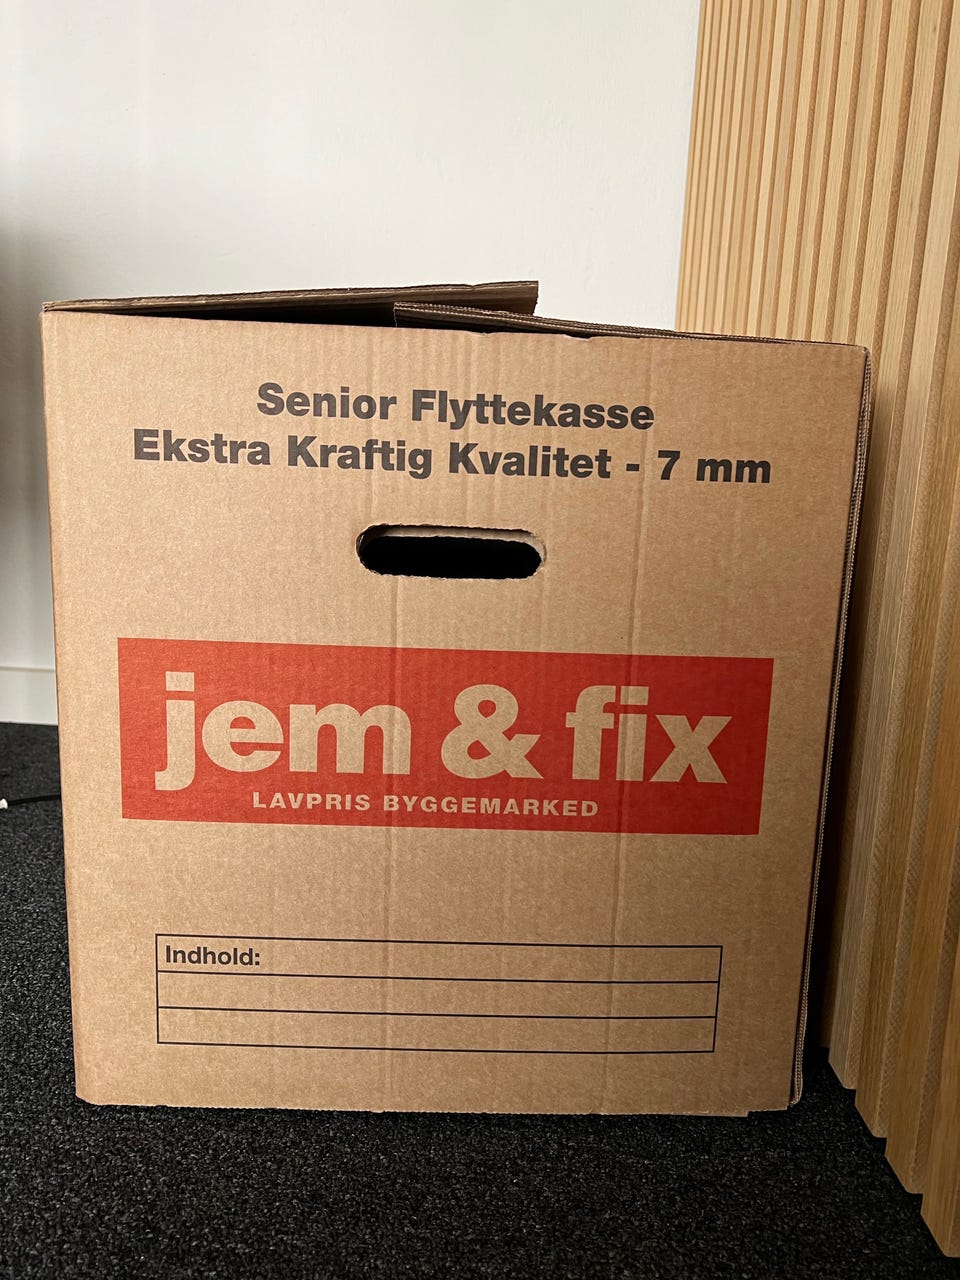 Senior Flyttekasse
Ekstra Kraftig Kvalitet - 7 mm
jem & fix
LAVPRIS BYGGEMARKED
Indhold: